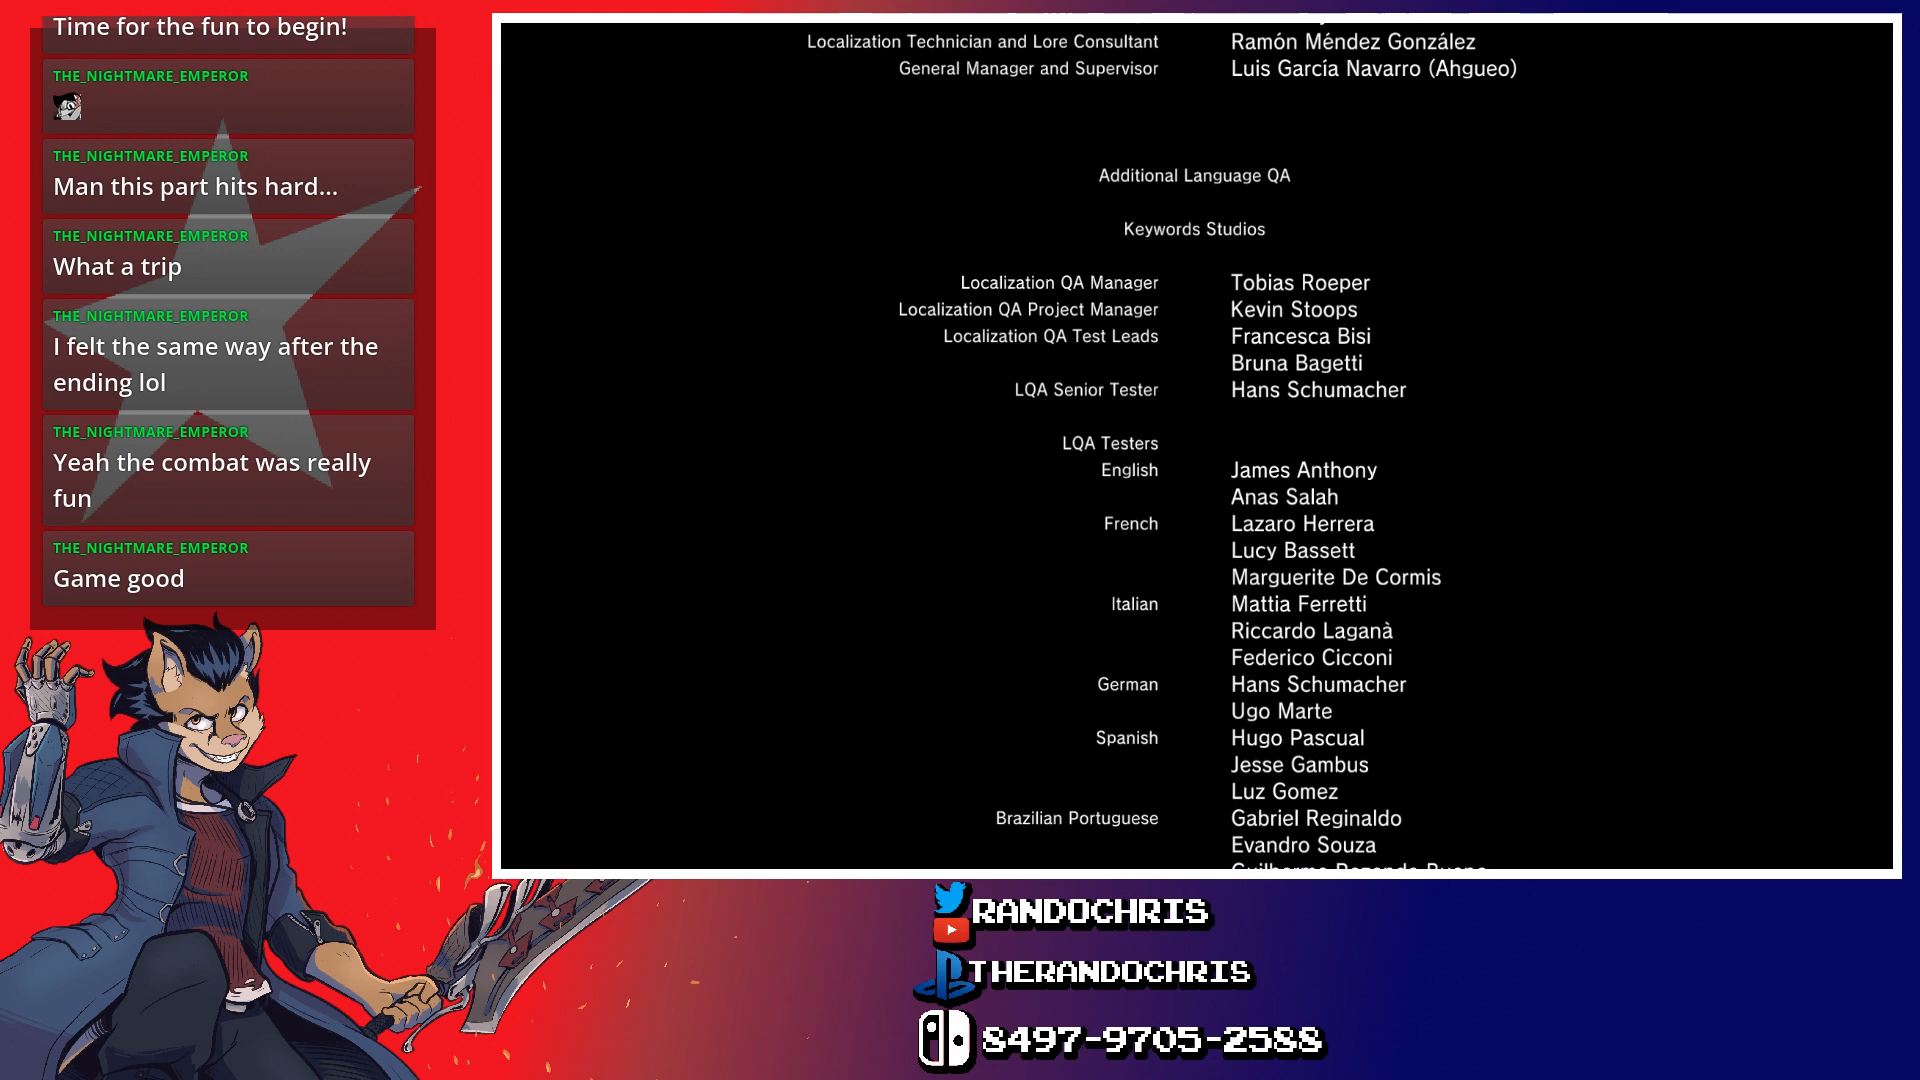 Time for the fun to begin!
THE_NIGHTMARE_EMPEROR
THE_NIGHTMARE_EMPEROR
Man this part hits hard...
THE_NIGHTMARE_EMPEROR
What a trip
THE_NIGHTMARE_EMPEROR
I felt the same way after the
ending lol
THE_NIGHTMARE_EMPEROR
Yeah the combat was really
fun
THE_NIGHTMARE_EMPEROR
Game good
Localization Technician and Lore Consultant Ramón Méndez González
General Manager and Supervisor Luis García Navarro (Ahgueo)
Additional Language QA
Keywords Studios
Localization QA Manager Tobias Roeper
Localization QA Project Manager Kevin Stoops
Localization QA Test Leads Francesca Bisi
Bruna Bagetti
LQA Senior Tester Hans Schumacher
LQA Testers
English James Anthony
Anas Salah
French Lazaro Herrera
Lucy Bassett
Marguerite De Cormis
Italian Mattia Ferretti
Riccardo Laganà
Federico Cicconi
German Hans Schumacher
Ugo Marte
Spanish Hugo Pascual
Jesse Gambus
Luz Gomez
Brazilian Portuguese Gabriel Reginaldo
Evandro Souza
RANDOCHRIS
THERANDOCHRIS
8497-9705-2588